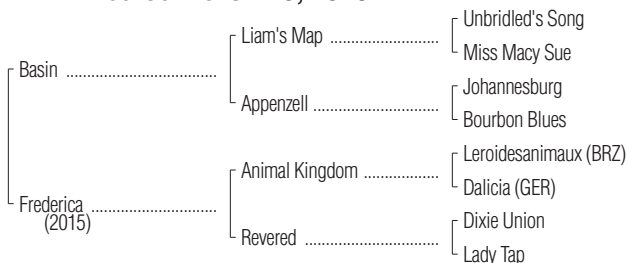 Unbridled's Song
Liam's Map
Miss Macy Sue
Basin
Johannesburg
Appenzell
Bourbon Blues
Leroidesanimaux (BRZ)
Animal Kingdom
Dalicia (GER)
Frederica
(2015)
Dixie Union
Revered
Lady Tap